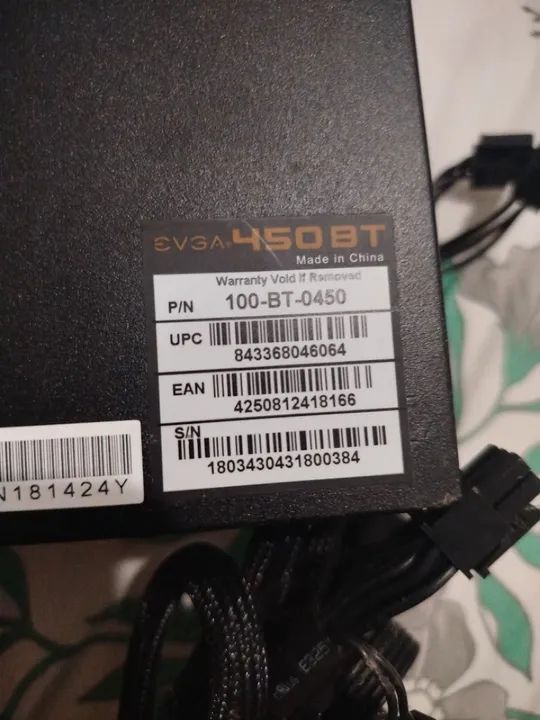 EVGA 450 BT
Made in China
Warranty Void If Removed
P/N 100-BT-0450
UPC
843368046064
EAN
4250812418166
S/N
1803430431800384
N181424Y